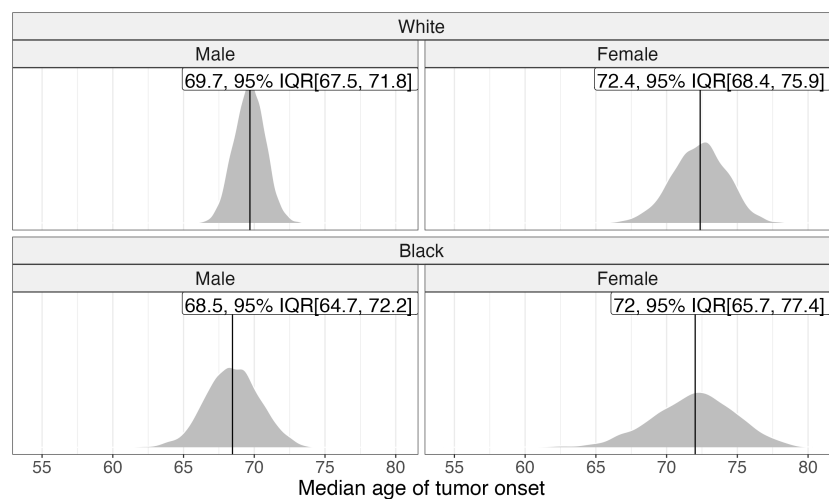 White
Male Female
69.7, 95% IQR[67.5, 71.8] 72.4, 95% IQR[68.4, 75.9]
Black
Male Female
68.5, 95% IQR[64.7, 72.2] 72, 95% IQR[65.7, 77.4]
55 60 65 70 75 80 55 60 65 70 75 80
Median age of tumor onset